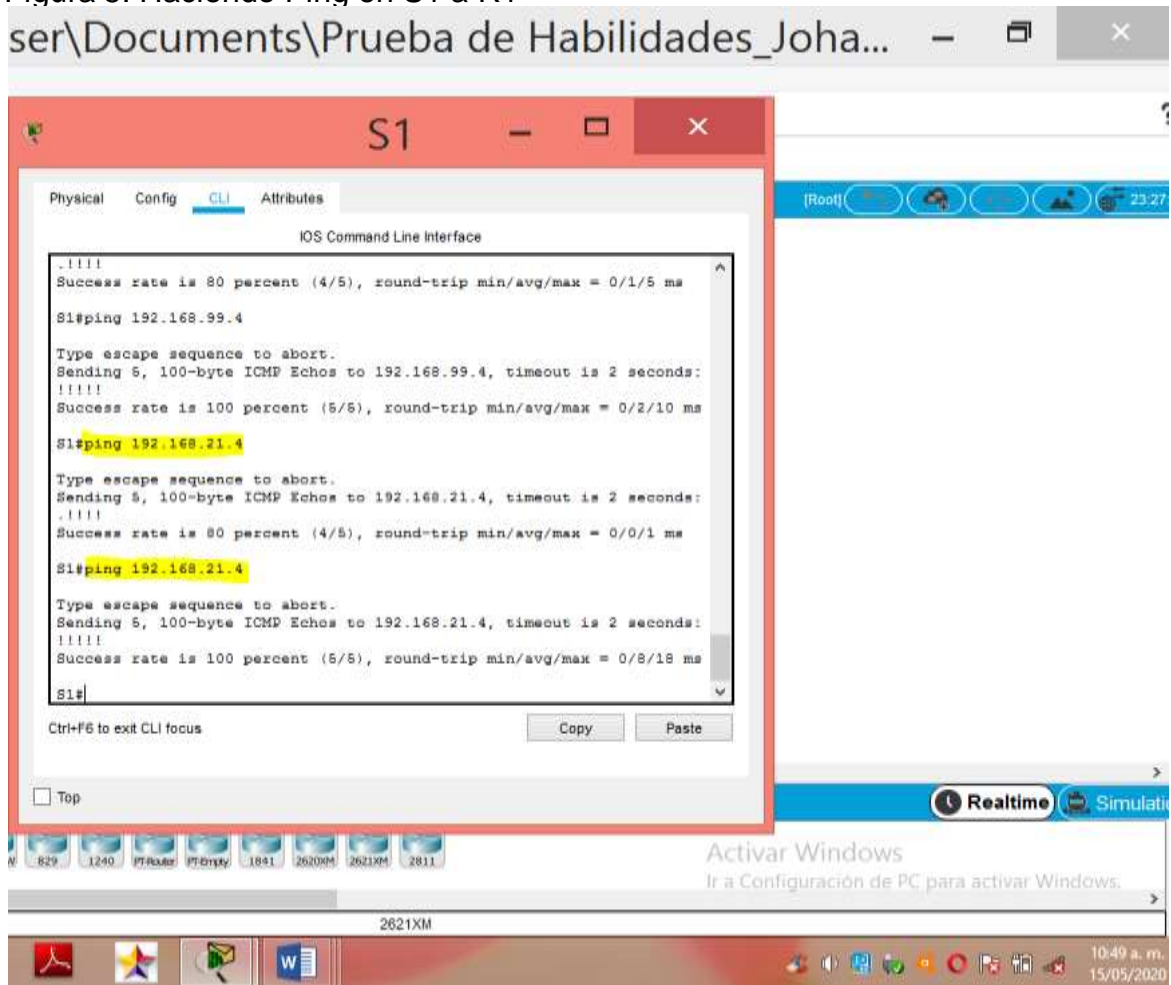 ser\Documents\Prueba de Habilidades_Joha...
S1
Physical Config CLI Attributes
IOS Command Line Interface
.!!!!
Success rate is 80 percent (4/5), round-trip min/avg/max = 0/1/5 ms
S1#ping 192.168.99.4
Type escape sequence to abort.
Sending 5, 100-byte ICMP Echos to 192.168.99.4, timeout is 2 seconds:
!!!!!
Success rate is 100 percent (5/5), round-trip min/avg/max = 0/2/10 ms
S1#ping 192.168.21.4
Type escape sequence to abort.
Sending 5, 100-byte ICMP Echos to 192.168.21.4, timeout is 2 seconds:
.!!!!
Success rate is 80 percent (4/5), round-trip min/avg/max = 0/0/1 ms
S1#ping 192.168.21.4
Type escape sequence to abort.
Sending 5, 100-byte ICMP Echos to 192.168.21.4, timeout is 2 seconds:
!!!!!
Success rate is 100 percent (5/5), round-trip min/avg/max = 0/8/18 ms
S1#
Ctrl+F6 to exit CLI focus
Copy Paste
Top
[Root] 23:27:
Realtime Simulati
829 1240 PT-Router PT-Empty 1841 2620XM 2621XM 2811
Activar Windows
Ir a Configuración de PC para activar Windows.
2621XM
10:49 a. m.
15/05/2020